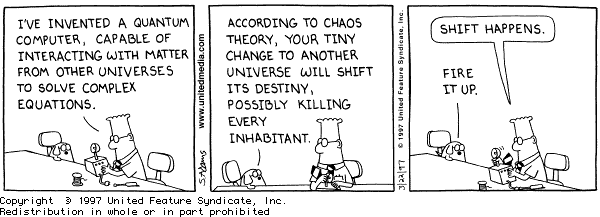 I'VE INVENTED A QUANTUM
COMPUTER, CAPABLE OF
INTERACTING WITH MATTER
FROM OTHER UNIVERSES
TO SOLVE COMPLEX
EQUATIONS.
www.unitedmedia.com
ACCORDING TO CHAOS
THEORY, YOUR TINY
CHANGE TO ANOTHER
UNIVERSE WILL SHIFT
ITS DESTINY,
POSSIBLY KILLING
EVERY
INHABITANT.
S.Adams
3/22/97 © 1997 United Feature Syndicate, Inc.
SHIFT HAPPENS.
FIRE
IT UP.
Copyright © 1997 United Feature Syndicate, Inc.
Redistribution in whole or in part prohibited